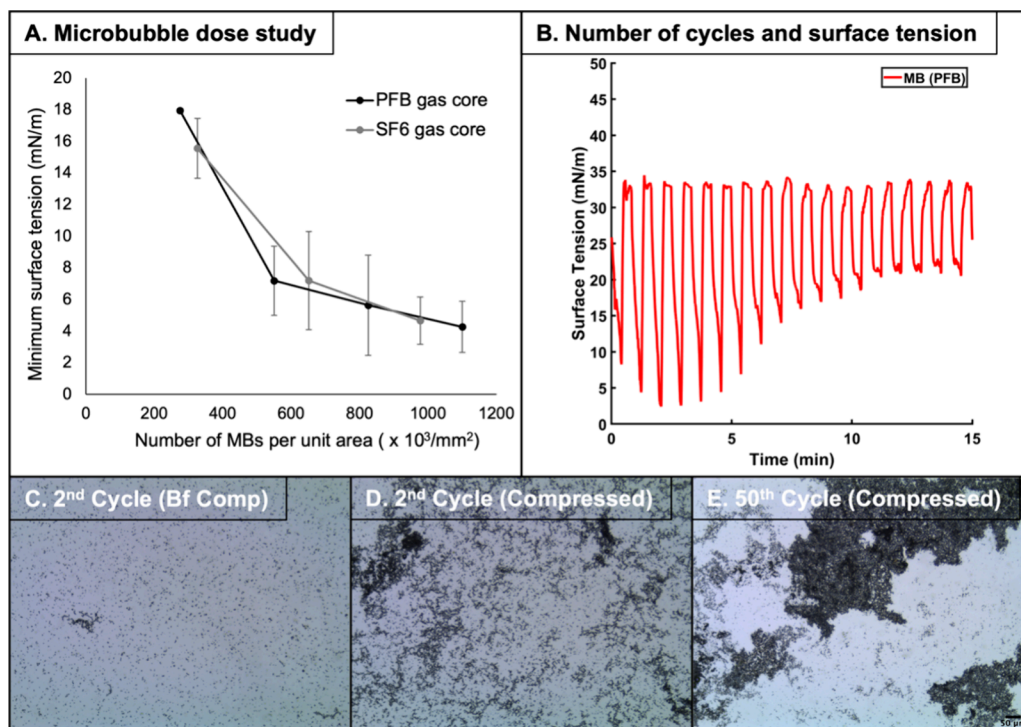 A. Microbubble dose study
Minimum surface tension (mN/m)
20
18
16
14
12
10
8
6
4
2
0
PFB gas core
SF6 gas core
0 200 400 600 800 1000 1200
Number of MBs per unit area ( x 10³/mm²)
B. Number of cycles and surface tension
Surface Tension (mN/m)
50
45
40
35
30
25
20
15
10
5
0
MB (PFB)
0 5 10 15
Time (min)
C. 2nd Cycle (Bf Comp)
D. 2nd Cycle (Compressed)
E. 50th Cycle (Compressed)
50 µm